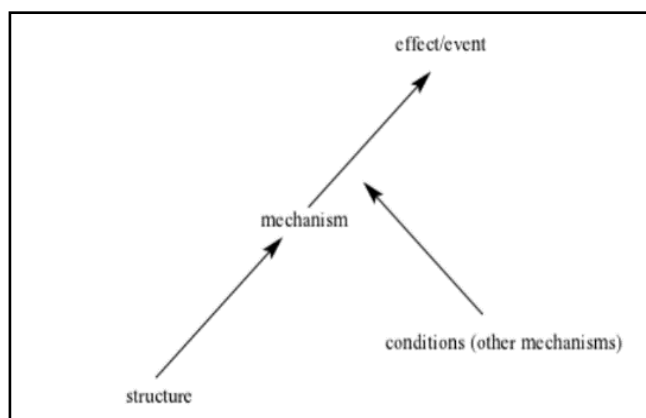 effect/event
mechanism
conditions (other mechanisms)
structure